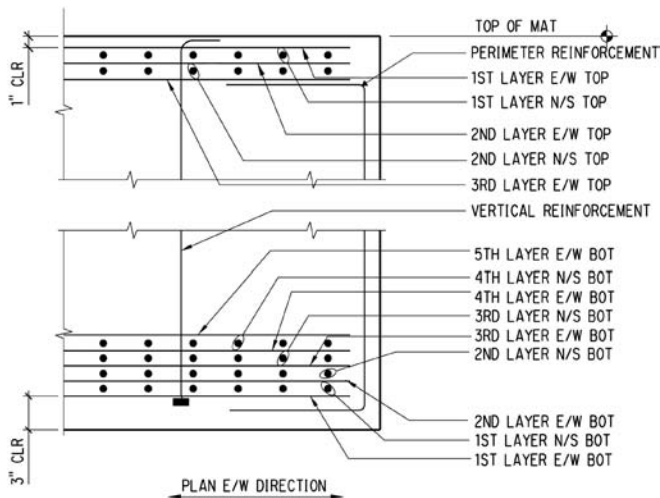 TOP OF MAT
PERIMETER REINFORCEMENT
1" CLR
1ST LAYER E/W TOP
1ST LAYER N/S TOP
2ND LAYER E/W TOP
2ND LAYER N/S TOP
3RD LAYER E/W TOP
VERTICAL REINFORCEMENT
5TH LAYER E/W BOT
4TH LAYER N/S BOT
4TH LAYER E/W BOT
3RD LAYER N/S BOT
3RD LAYER E/W BOT
2ND LAYER N/S BOT
2ND LAYER E/W BOT
1ST LAYER N/S BOT
1ST LAYER E/W BOT
3" CLR
PLAN E/W DIRECTION